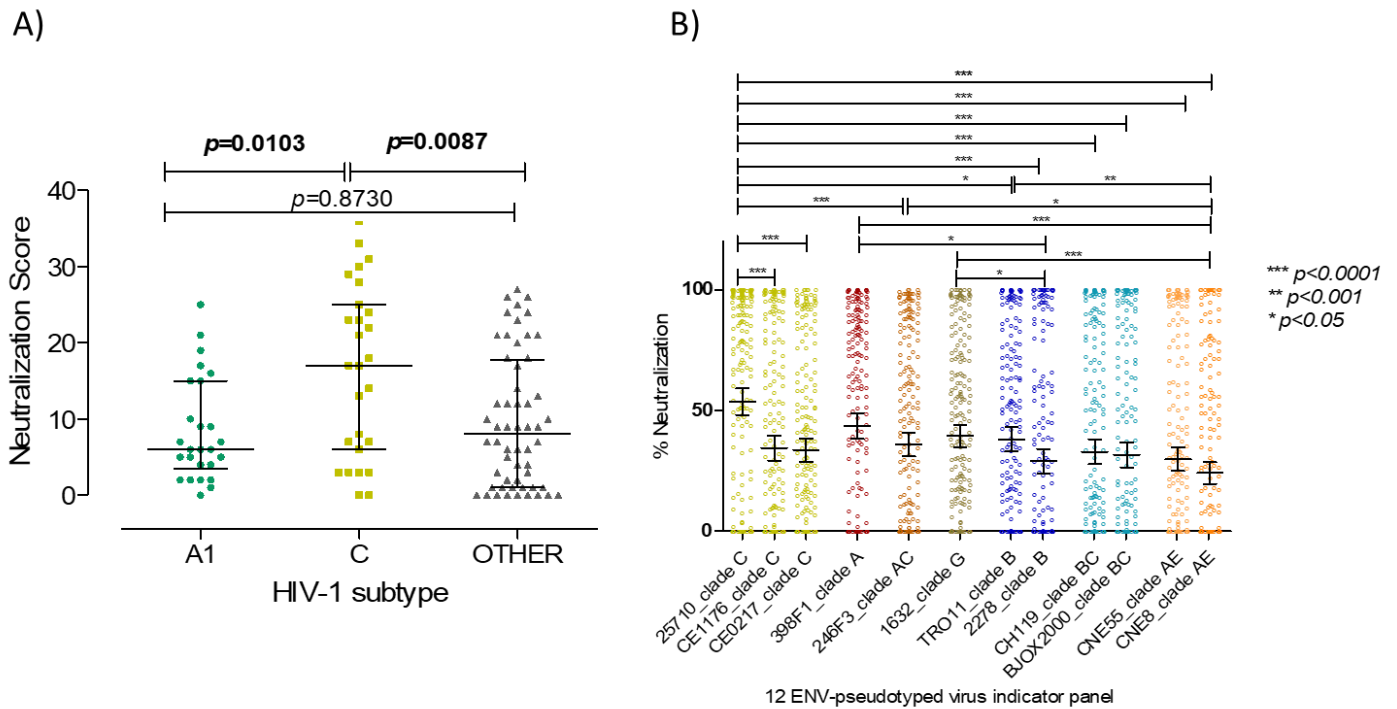 A)
p=0.0103
p=0.0087
p=0.8730
Neutralization Score
40
30
20
10
0
A1
C
OTHER
HIV-1 subtype
B)
***
***
***
***
***
*
**
***
*
***
***
*
***
***
*
% Neutralization
100
50
0
*** p<0.0001
** p<0.001
* p<0.05
25710_clade C
CE1176_clade C
CE0217_clade C
398F1_clade A
246F3_clade AC
1632_clade G
TRO11_clade B
2278_clade B
CH119_clade BC
BJOX2000_clade BC
CNE55_clade AE
CNE8_clade AE
12 ENV-pseudotyped virus indicator panel